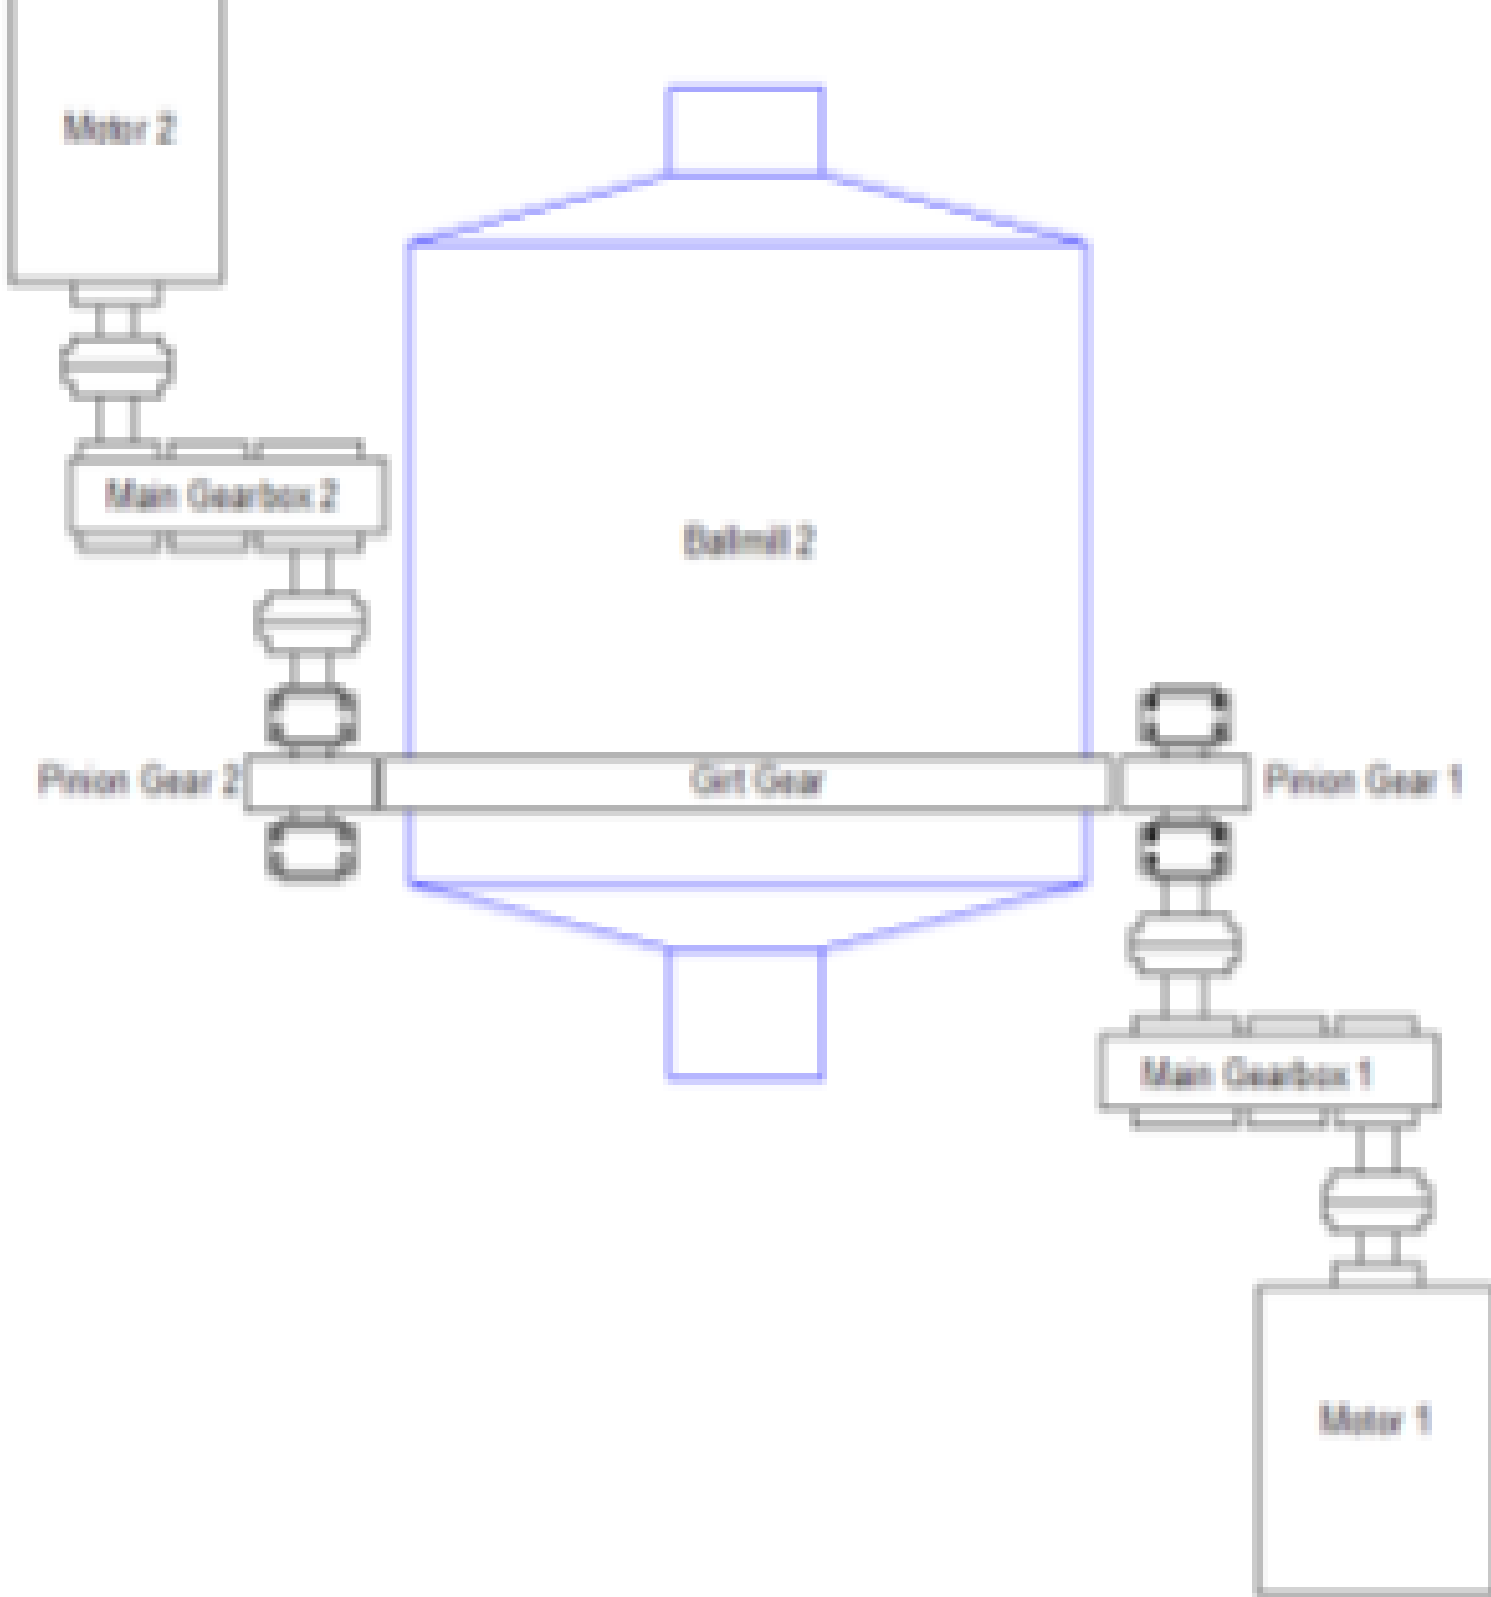 Motor 2
Main Gearbox 2
Ballmill 2
Pinion Gear 2
Girt Gear
Pinion Gear 1
Main Gearbox 1
Motor 1